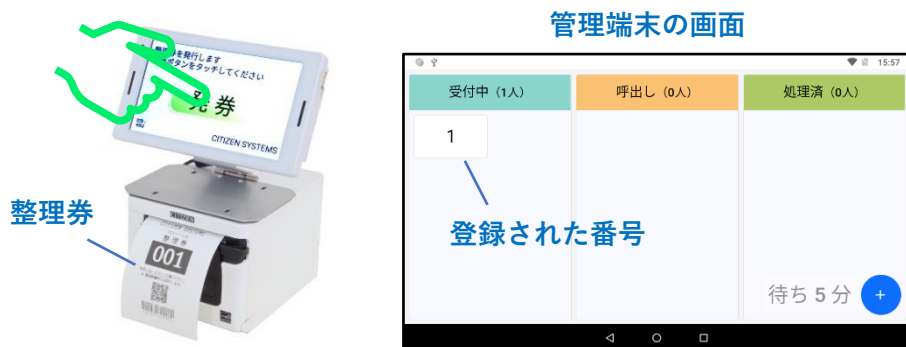 管理端末の画面
整理券を発行します
ボタンをタッチしてください
発券
CITIZEN SYSTEMS
整理券
CITIZEN
整理券
001
15:57
受付中 (1人)
呼出し (0人)
処理済 (0人)
1
登録された番号
待ち 5 分
+